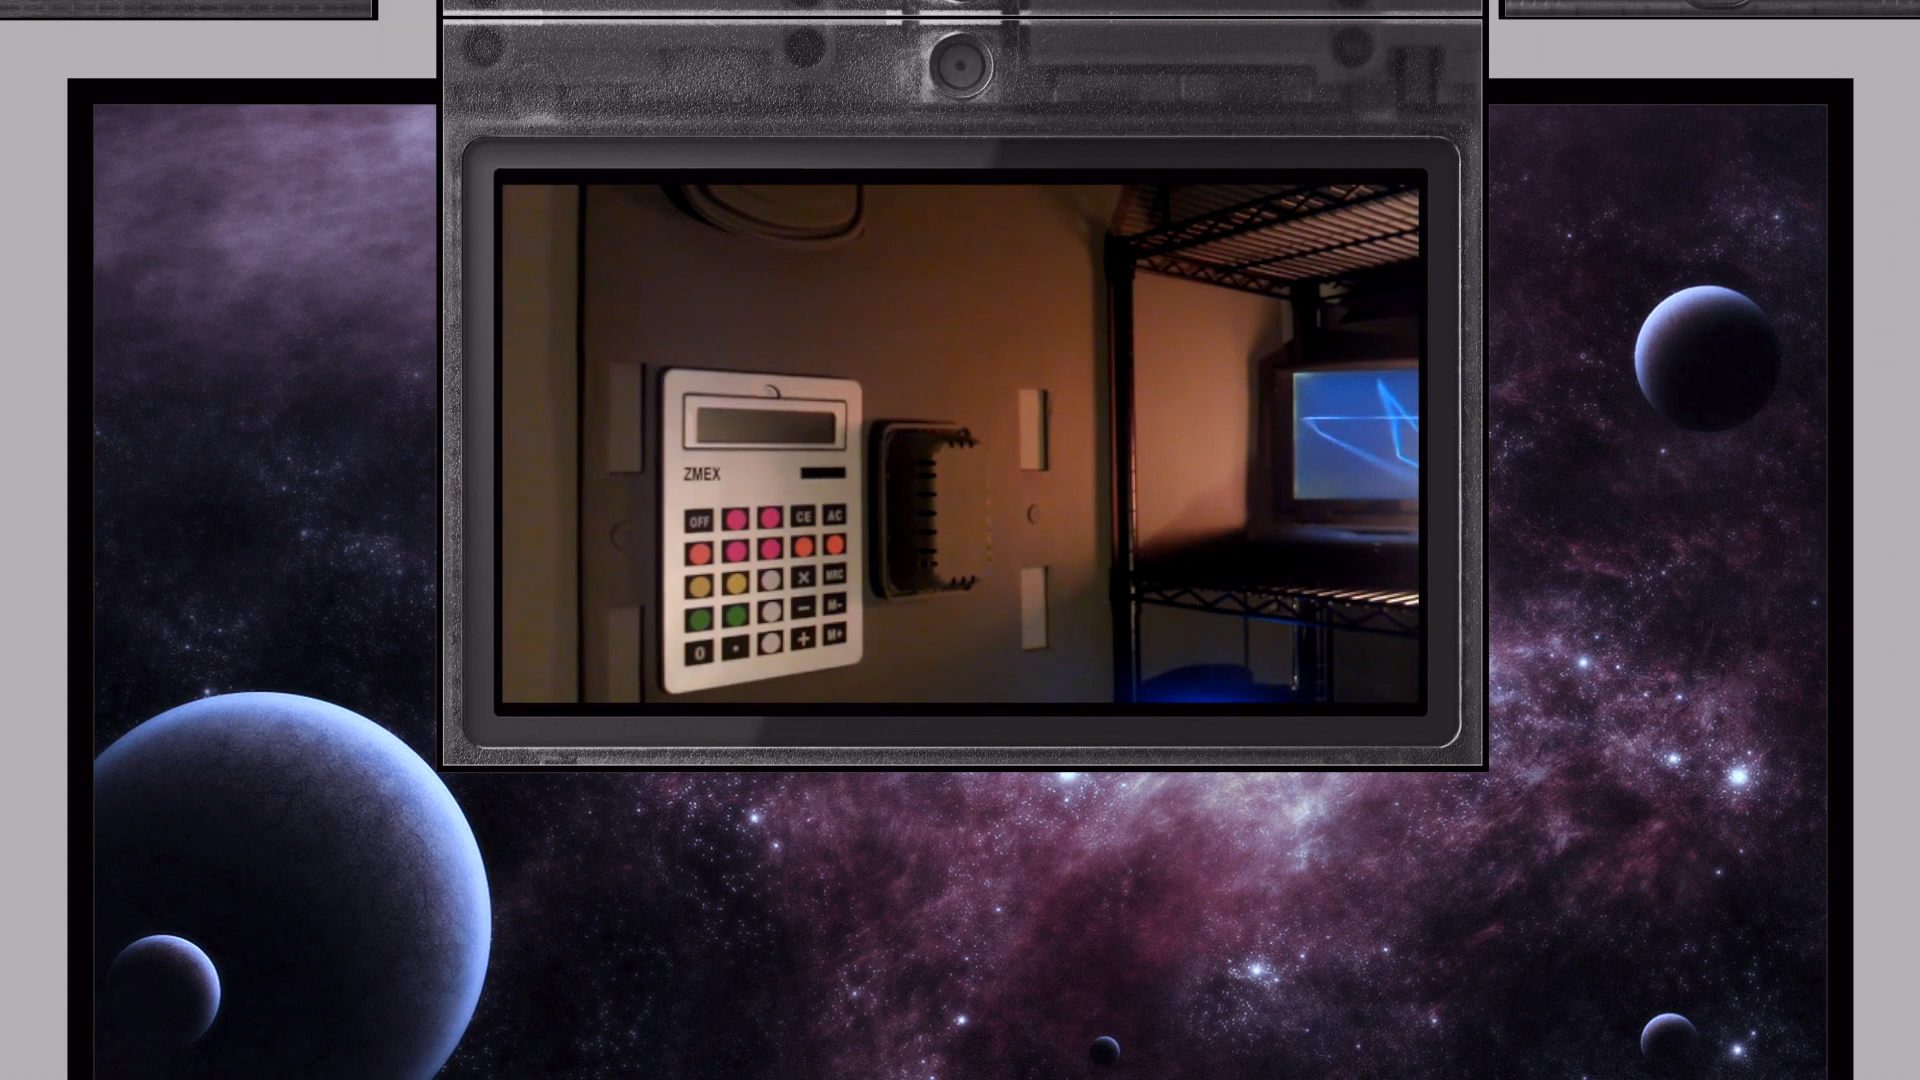 ZMEX
OFF CE AC
× MRC
− M-
0 . + M+